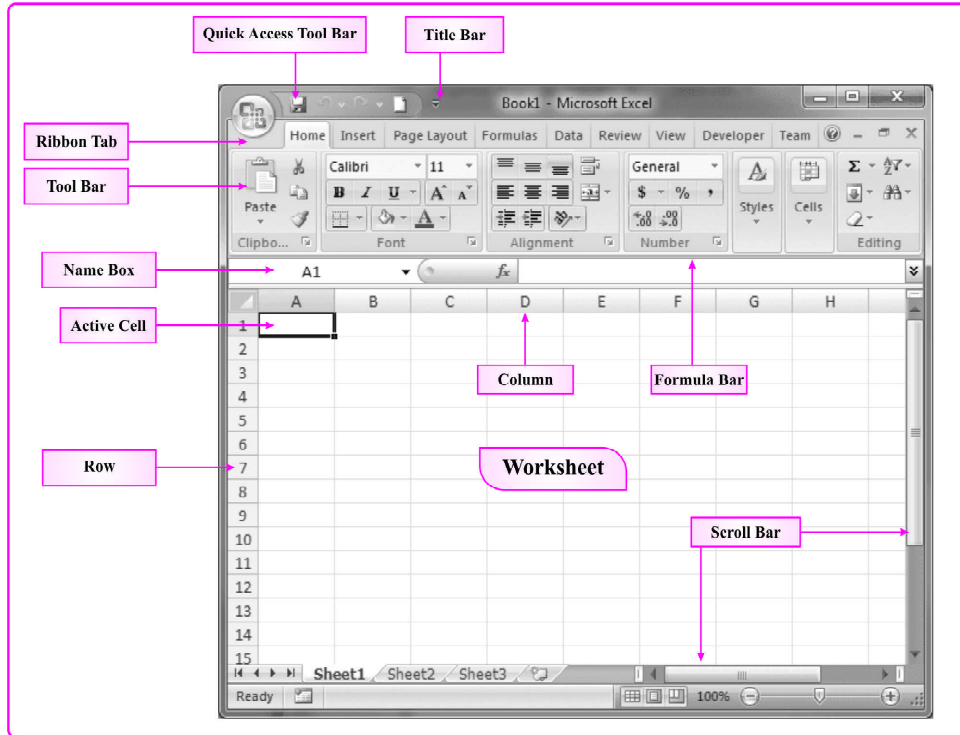 Quick Access Tool Bar
Title Bar
Book1 - Microsoft Excel
Ribbon Tab
Home Insert Page Layout Formulas Data Review View Developer Team
Tool Bar
Calibri 11
General
B I U A A A
$ % ,
Paste
Styles
Cells
.00 .00
Clipbo... Font Alignment Number Editing
Name Box
A1
fx
A B C D E F G H
Active Cell
1
2
3
Column
Formula Bar
4
5
6
Row
7
Worksheet
8
9
Scroll Bar
10
11
12
13
14
15
Sheet1 Sheet2 Sheet3
Ready
100%